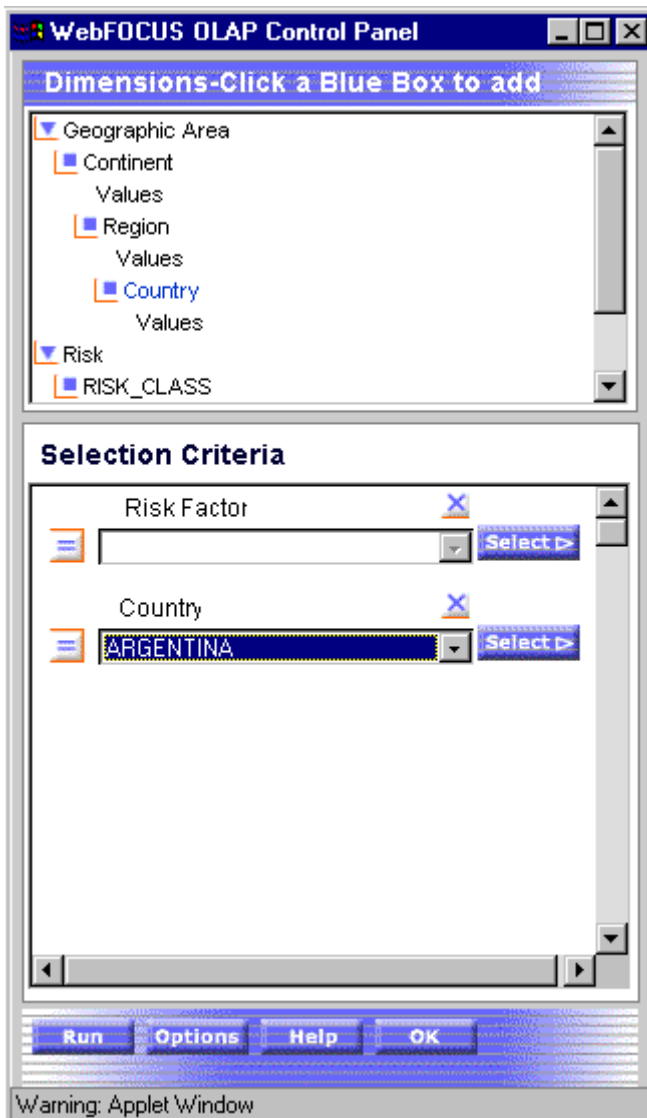 WebFOCUS OLAP Control Panel
Dimensions-Click a Blue Box to add
Geographic Area
Continent
Values
Region
Values
Country
Values
Risk
RISK_CLASS
Selection Criteria
Risk Factor
Select
Country
ARGENTINA
Select
Run Options Help OK
Warning: Applet Window